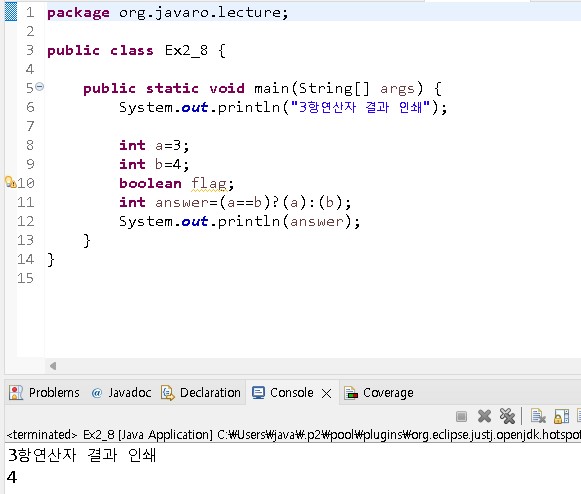 1 package org.javaro.lecture;
2
3 public class Ex2_8 {
4
5 public static void main(String[] args) {
6 System.out.println("3항연산자 결과 인쇄");
7
8 int a=3;
9 int b=4;
10 boolean flag;
11 int answer=(a==b)?(a):(b);
12 System.out.println(answer);
13 }
14 }
15
Problems @ Javadoc Declaration Console Coverage
<terminated> Ex2_8 [Java Application] C:₩Users₩java₩.p2₩pool₩plugins₩org.eclipse.justj.openjdk.hotspo
3항연산자 결과 인쇄
4